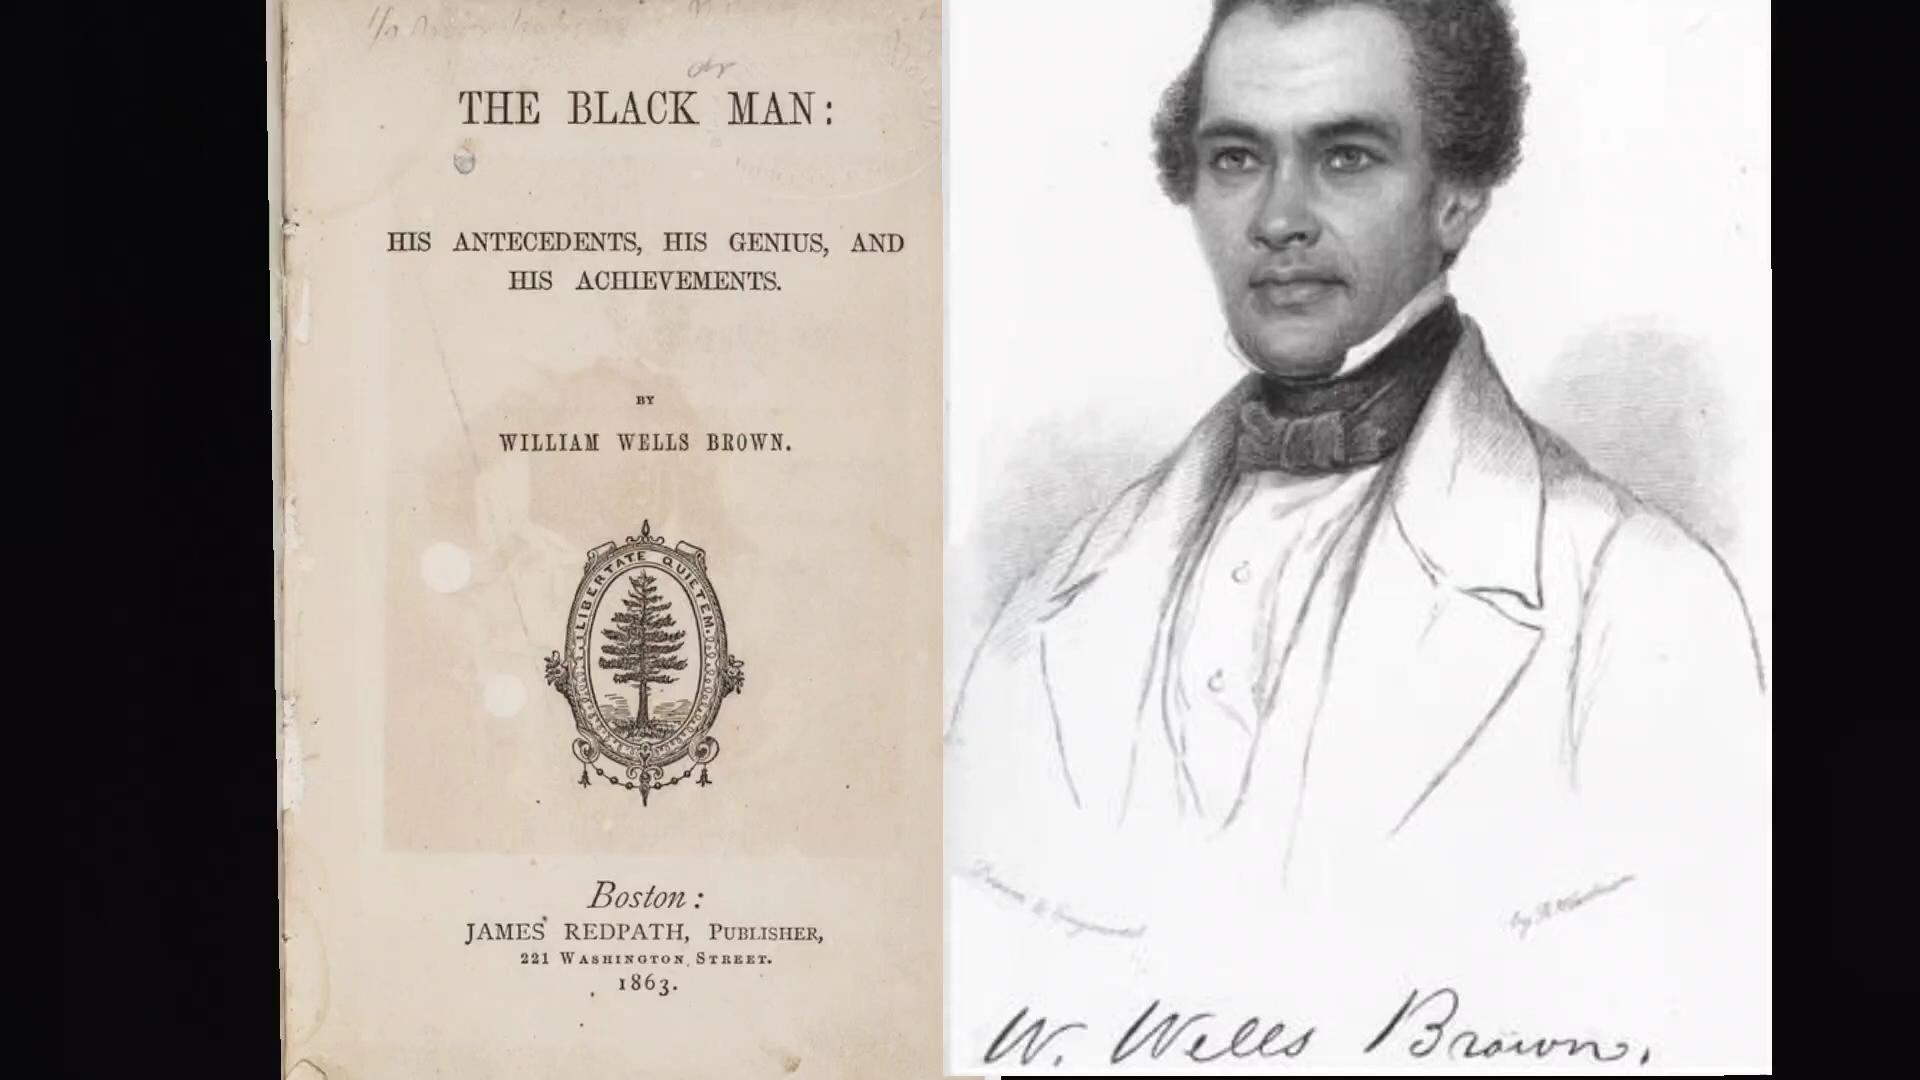 THE BLACK MAN:
HIS ANTECEDENTS, HIS GENIUS, AND
HIS ACHIEVEMENTS.
BY
WILLIAM WELLS BROWN.
LIBERTATE QUIETEM.
Boston:
JAMES REDPATH, PUBLISHER,
221 WASHINGTON STREET.
1863.
W. Wells Brown.